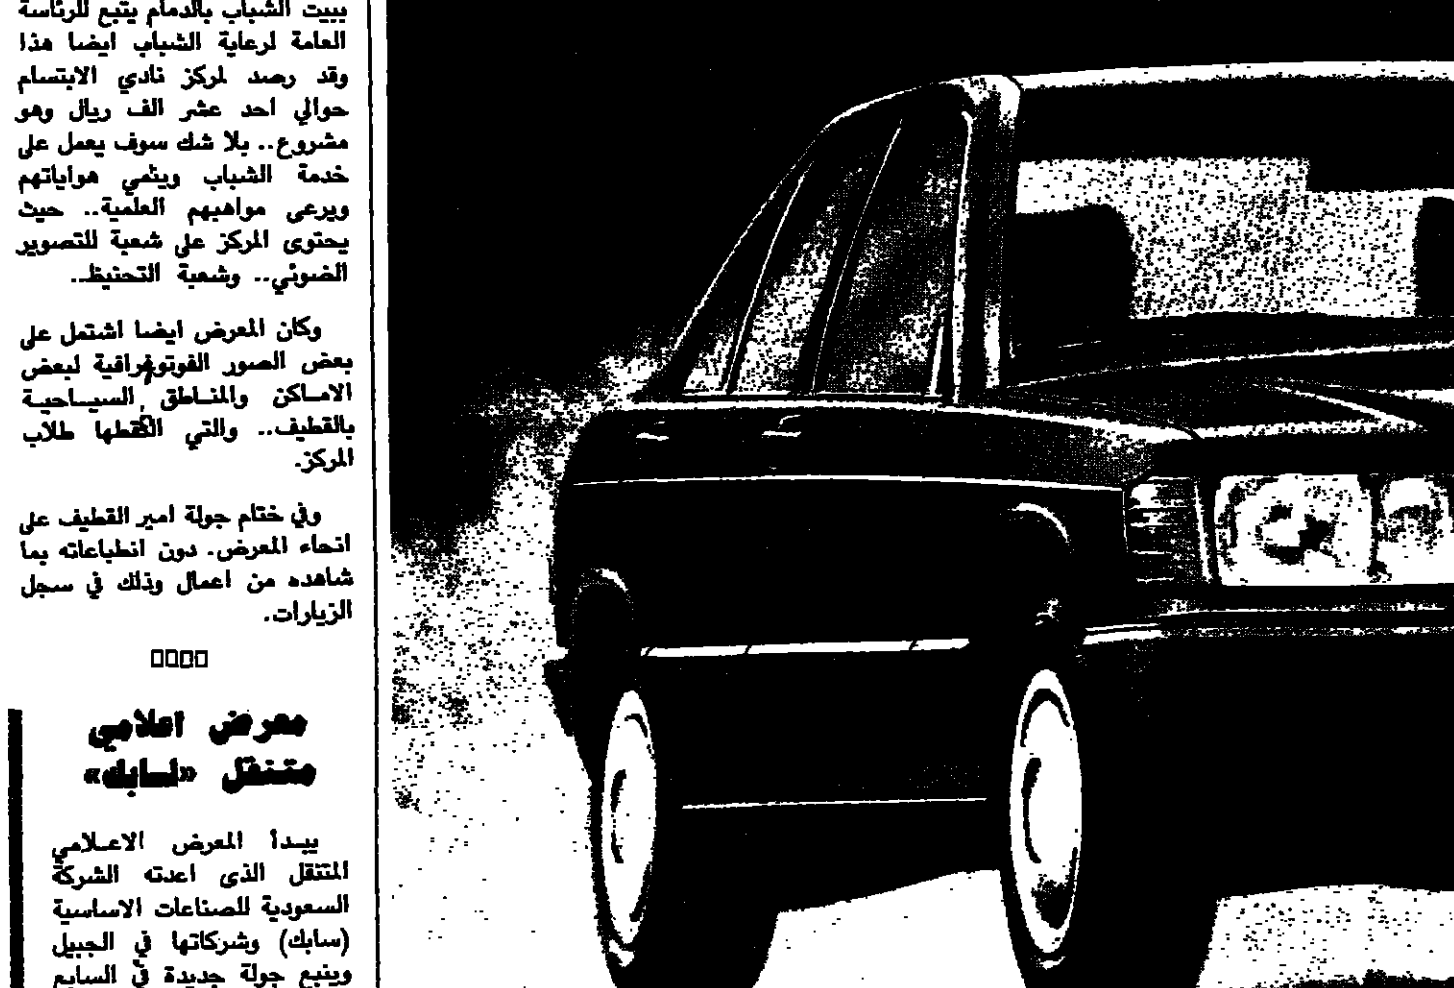 ببيت الشباب بالدمام يتبع للرئاسة
العامة لرعاية الشباب ايضا هذا
وقد رصد لمركز نادي الابتسام
حوالي احد عشر الف ريال وهو
مشروع.. بلا شك سوف يعمل على
خدمة الشباب وينمي هواياتهم
ويرعى مواهبهم العلمية.. حيث
يحتوى المركز على شعبة للتصوير
الضوئي.. وشعبة التحنيط..
وكان المعرض ايضا اشتمل على
بعض الصور الفوتوغرافية لبعض
الاماكن والمناطق السياحية
بالقطيف.. والتي التقطها طلاب
المركز.
وفي ختام جولة امير القطيف على
انحاء المعرض. دون انطباعاته بما
شاهده من اعمال وذلك في سجل
الزيارات.
معرض اعلامي
متنقل «لسابك»
يبدأ المعرض الاعلامي
المتنقل الذى اعدته الشركة
السعودية للصناعات الاساسية
(سابك) وشركاتها في الجبيل
وينبع جولة جديدة في السابع